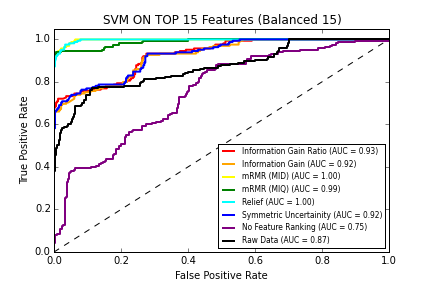 SVM ON TOP 15 Features (Balanced 15)
True Positive Rate
1.0
0.8
0.6
0.4
0.2
0.0
Information Gain Ratio (AUC = 0.93)
Information Gain (AUC = 0.92)
mRMR (MID) (AUC = 1.00)
mRMR (MIQ) (AUC = 0.99)
Relief (AUC = 1.00)
Symmetric Uncertainity (AUC = 0.92)
No Feature Ranking (AUC = 0.75)
Raw Data (AUC = 0.87)
0.0 0.2 0.4 0.6 0.8 1.0
False Positive Rate